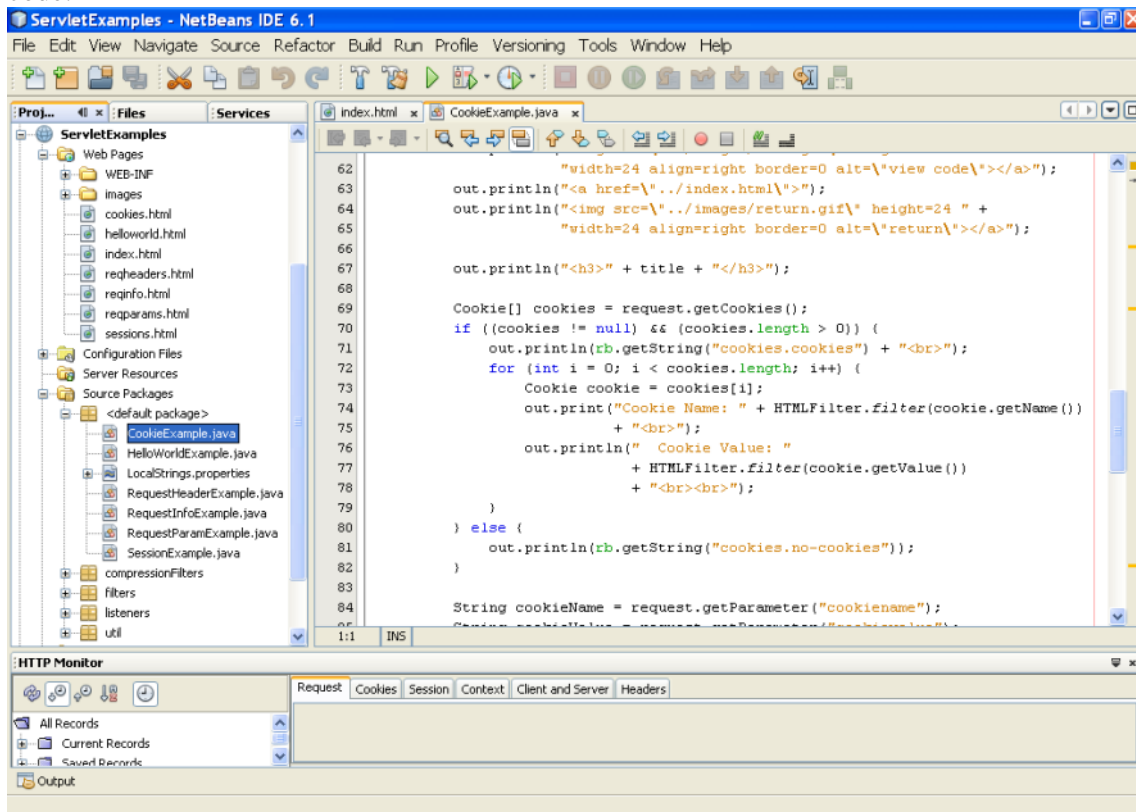 ServletExamples - NetBeans IDE 6.1
File Edit View Navigate Source Refactor Build Run Profile Versioning Tools Window Help
Proj... Files Services
ServletExamples
Web Pages
WEB-INF
images
cookies.html
helloworld.html
index.html
reqheaders.html
reqinfo.html
reqparams.html
sessions.html
Configuration Files
Server Resources
Source Packages
<default package>
CookieExample.java
HelloWorldExample.java
LocalStrings.properties
RequestHeaderExample.java
RequestInfoExample.java
RequestParamExample.java
SessionExample.java
compressionFilters
filters
listeners
util
index.html x CookieExample.java x
62 "width=24 align=right border=0 alt=\"view code\"></a>");
63 out.println("<a href=\"../index.html\">");
64 out.println("<img src=\"../images/return.gif\" height=24 " +
65 "width=24 align=right border=0 alt=\"return\"></a>");
66
67 out.println("<h3>" + title + "</h3>");
68
69 Cookie[] cookies = request.getCookies();
70 if ((cookies != null) && (cookies.length > 0)) {
71 out.println(rb.getString("cookies.cookies") + "<br>");
72 for (int i = 0; i < cookies.length; i++) {
73 Cookie cookie = cookies[i];
74 out.print("Cookie Name: " + HTMLFilter.filter(cookie.getName())
75 + "<br>");
76 out.println("  Cookie Value: "
77 + HTMLFilter.filter(cookie.getValue())
78 + "<br><br>");
79 }
80 } else {
81 out.println(rb.getString("cookies.no-cookies"));
82 }
83
84 String cookieName = request.getParameter("cookiename");
1:1 INS
HTTP Monitor
Request Cookies Session Context Client and Server Headers
All Records
Current Records
Saved Records
Output